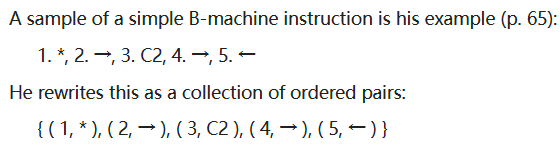 A sample of a simple B-machine instruction is his example (p. 65):
1. *, 2. →, 3. C2, 4. →, 5. ←
He rewrites this as a collection of ordered pairs:
{ ( 1, * ), ( 2, → ), ( 3, C2 ), ( 4, → ), ( 5, ← ) }